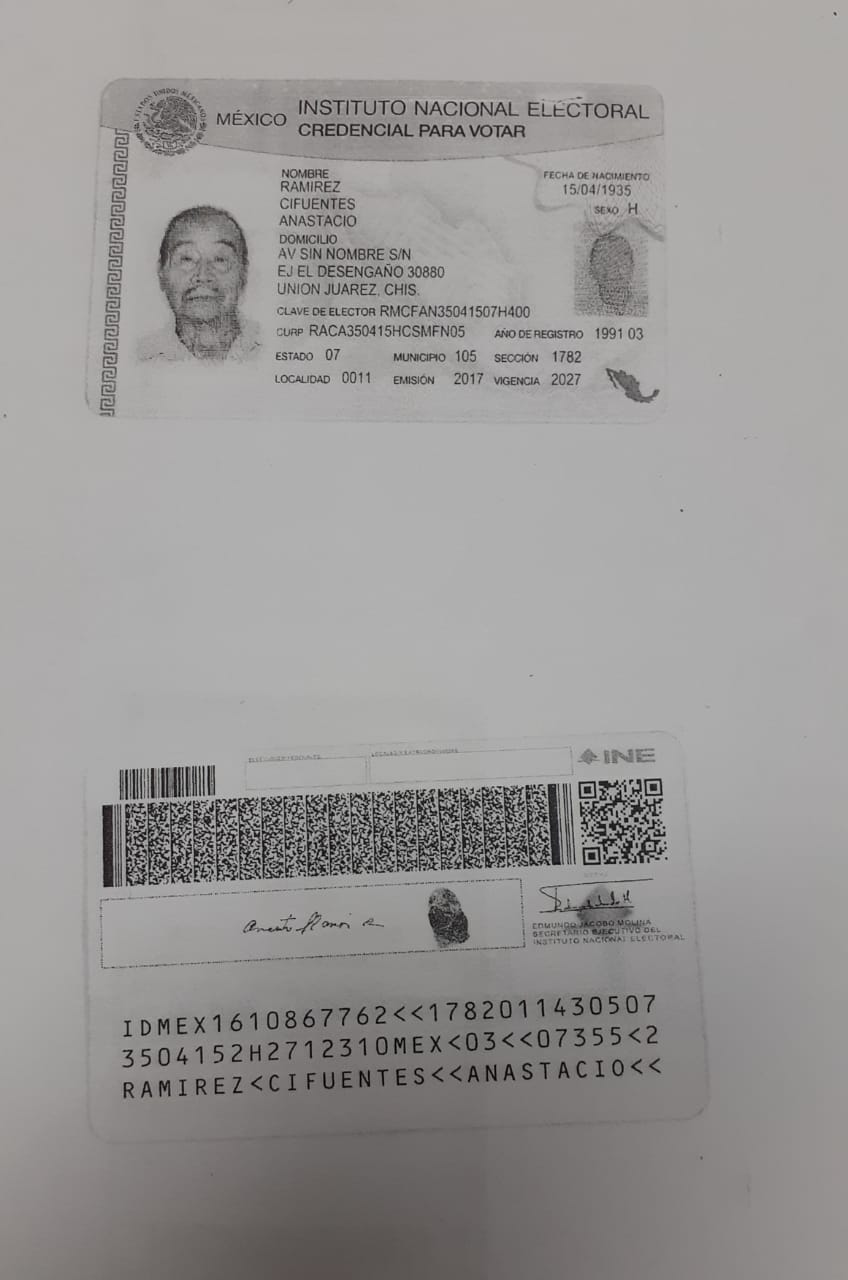 ESTADOS UNIDOS MEXICANOS
MÉXICO INSTITUTO NACIONAL ELECTORAL
CREDENCIAL PARA VOTAR
NOMBRE
RAMIREZ
CIFUENTES
ANASTACIO
FECHA DE NACIMIENTO
15/04/1935
SEXO H
DOMICILIO
AV SIN NOMBRE S/N
EJ EL DESENGAÑO 30880
UNION JUAREZ, CHIS.
CLAVE DE ELECTOR RMCFAN35041507H400
CURP RACA350415HCSMFN05 AÑO DE REGISTRO 1991 03
ESTADO 07 MUNICIPIO 105 SECCIÓN 1782
LOCALIDAD 0011 EMISIÓN 2017 VIGENCIA 2027
INE
EDMUNDO JACOBO MOLINA
SECRETARIO EJECUTIVO DEL
INSTITUTO NACIONAL ELECTORAL
IDMEX1610867762<<1782011430507
3504152H2712310MEX<03<<07355<2
RAMIREZ<CIFUENTES<<ANASTACIO<<